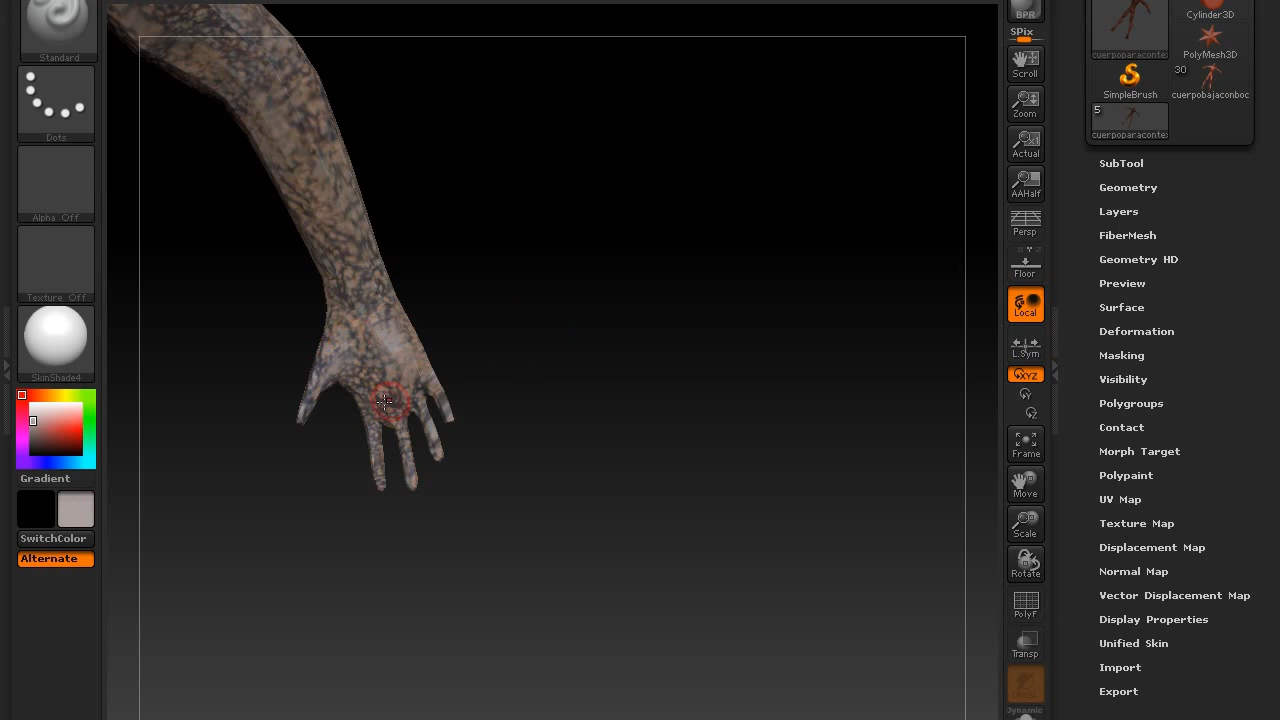 Standard
Dots
Alpha Off
Texture Off
SkinShade4
Gradient
SwitchColor
Alternate
BPR
SPix
Scroll
Zoom
Actual
AAHalf
Persp
Floor
Local
L.Sym
XYZ
Y
Z
Frame
Move
Scale
Rotate
PolyF
Transp
Dynamic
Cylinder3D
cuerpoparacontex
PolyMesh3D
30
SimpleBrush
cuerpobajaconboc
5
cuerpoparacontex
SubTool
Geometry
Layers
FiberMesh
Geometry HD
Preview
Surface
Deformation
Masking
Visibility
Polygroups
Contact
Morph Target
Polypaint
UV Map
Texture Map
Displacement Map
Normal Map
Vector Displacement Map
Display Properties
Unified Skin
Import
Export